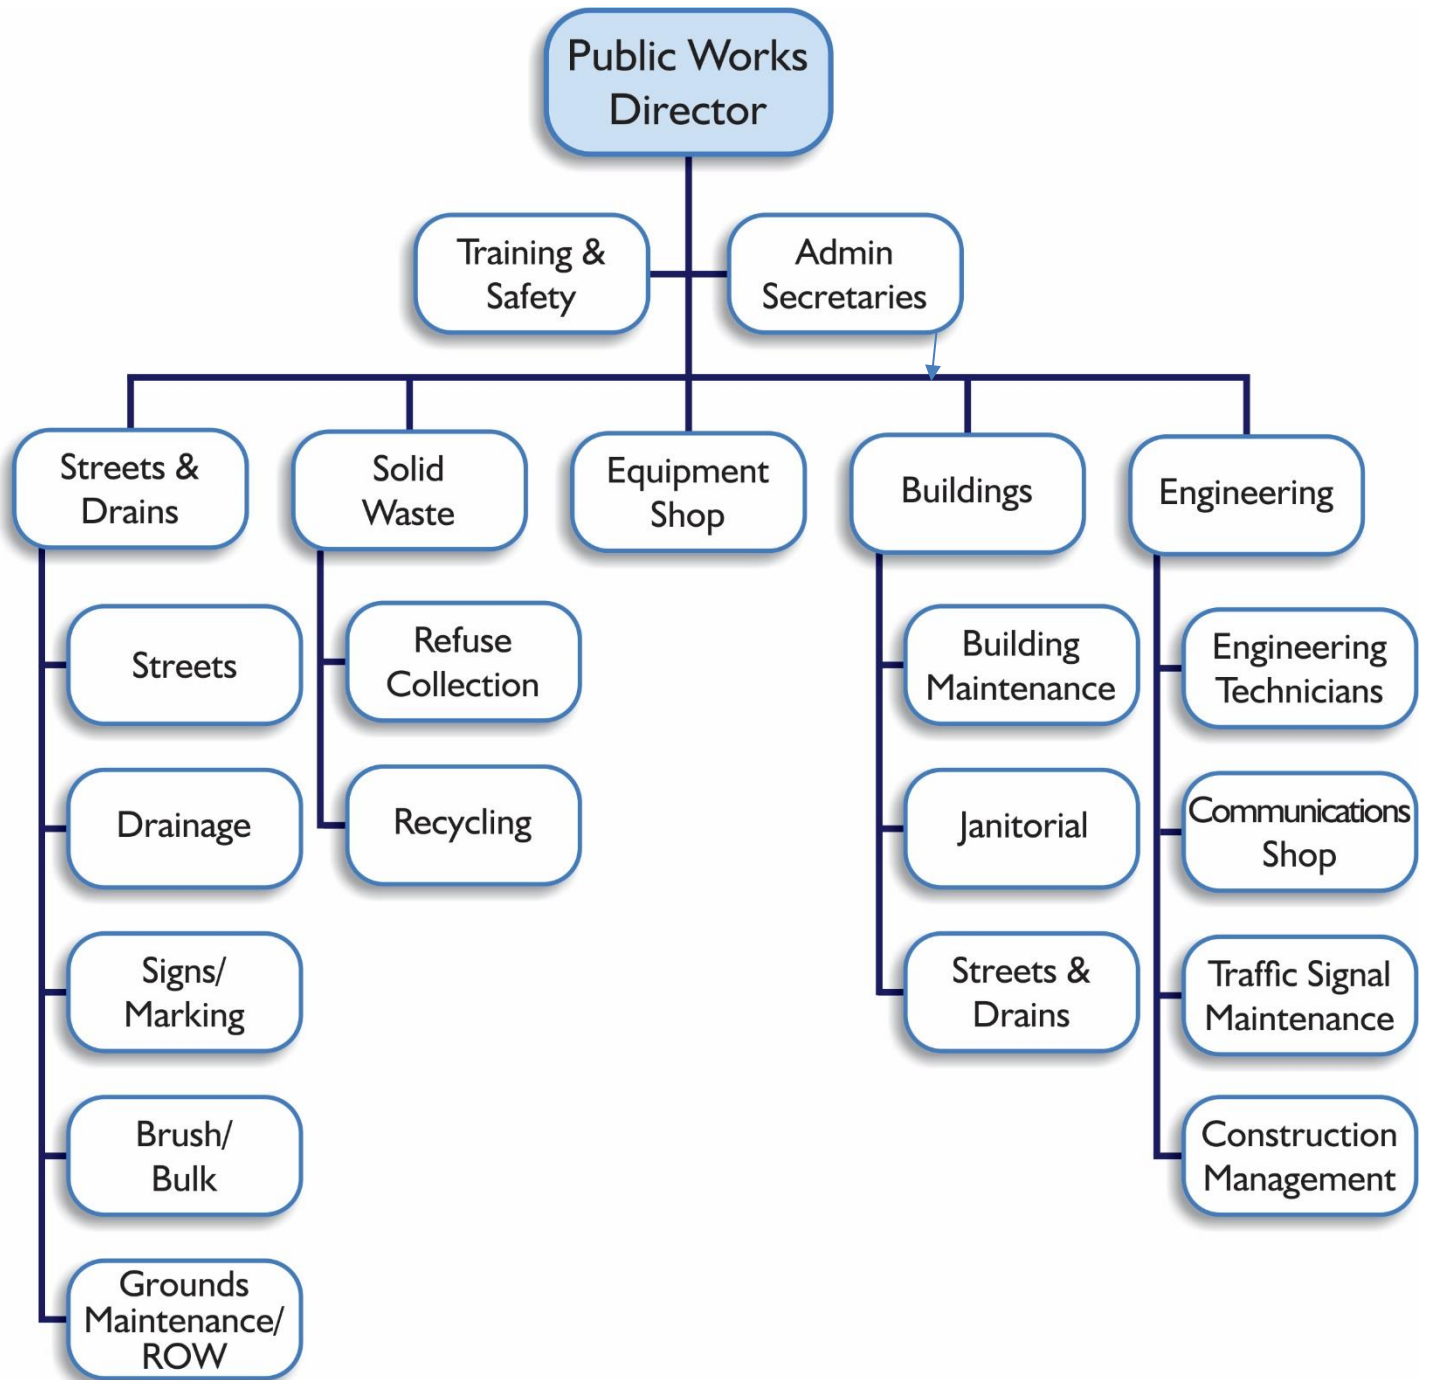 Public Works
Director
Training &
Safety
Admin
Secretaries
Streets &
Drains
Solid
Waste
Equipment
Shop
Buildings
Engineering
Streets
Drainage
Signs/
Marking
Brush/
Bulk
Grounds
Maintenance/
ROW
Refuse
Collection
Recycling
Building
Maintenance
Janitorial
Streets &
Drains
Engineering
Technicians
Communications
Shop
Traffic Signal
Maintenance
Construction
Management